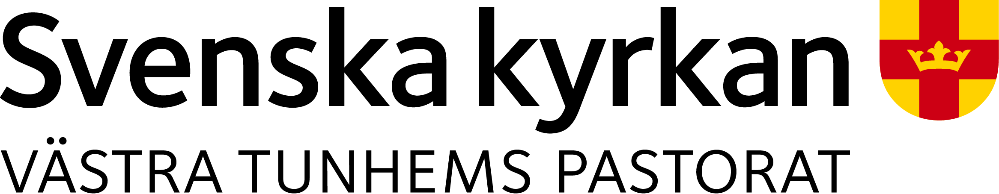 Svenska kyrkan
VÄSTRA TUNHEMS PASTORAT